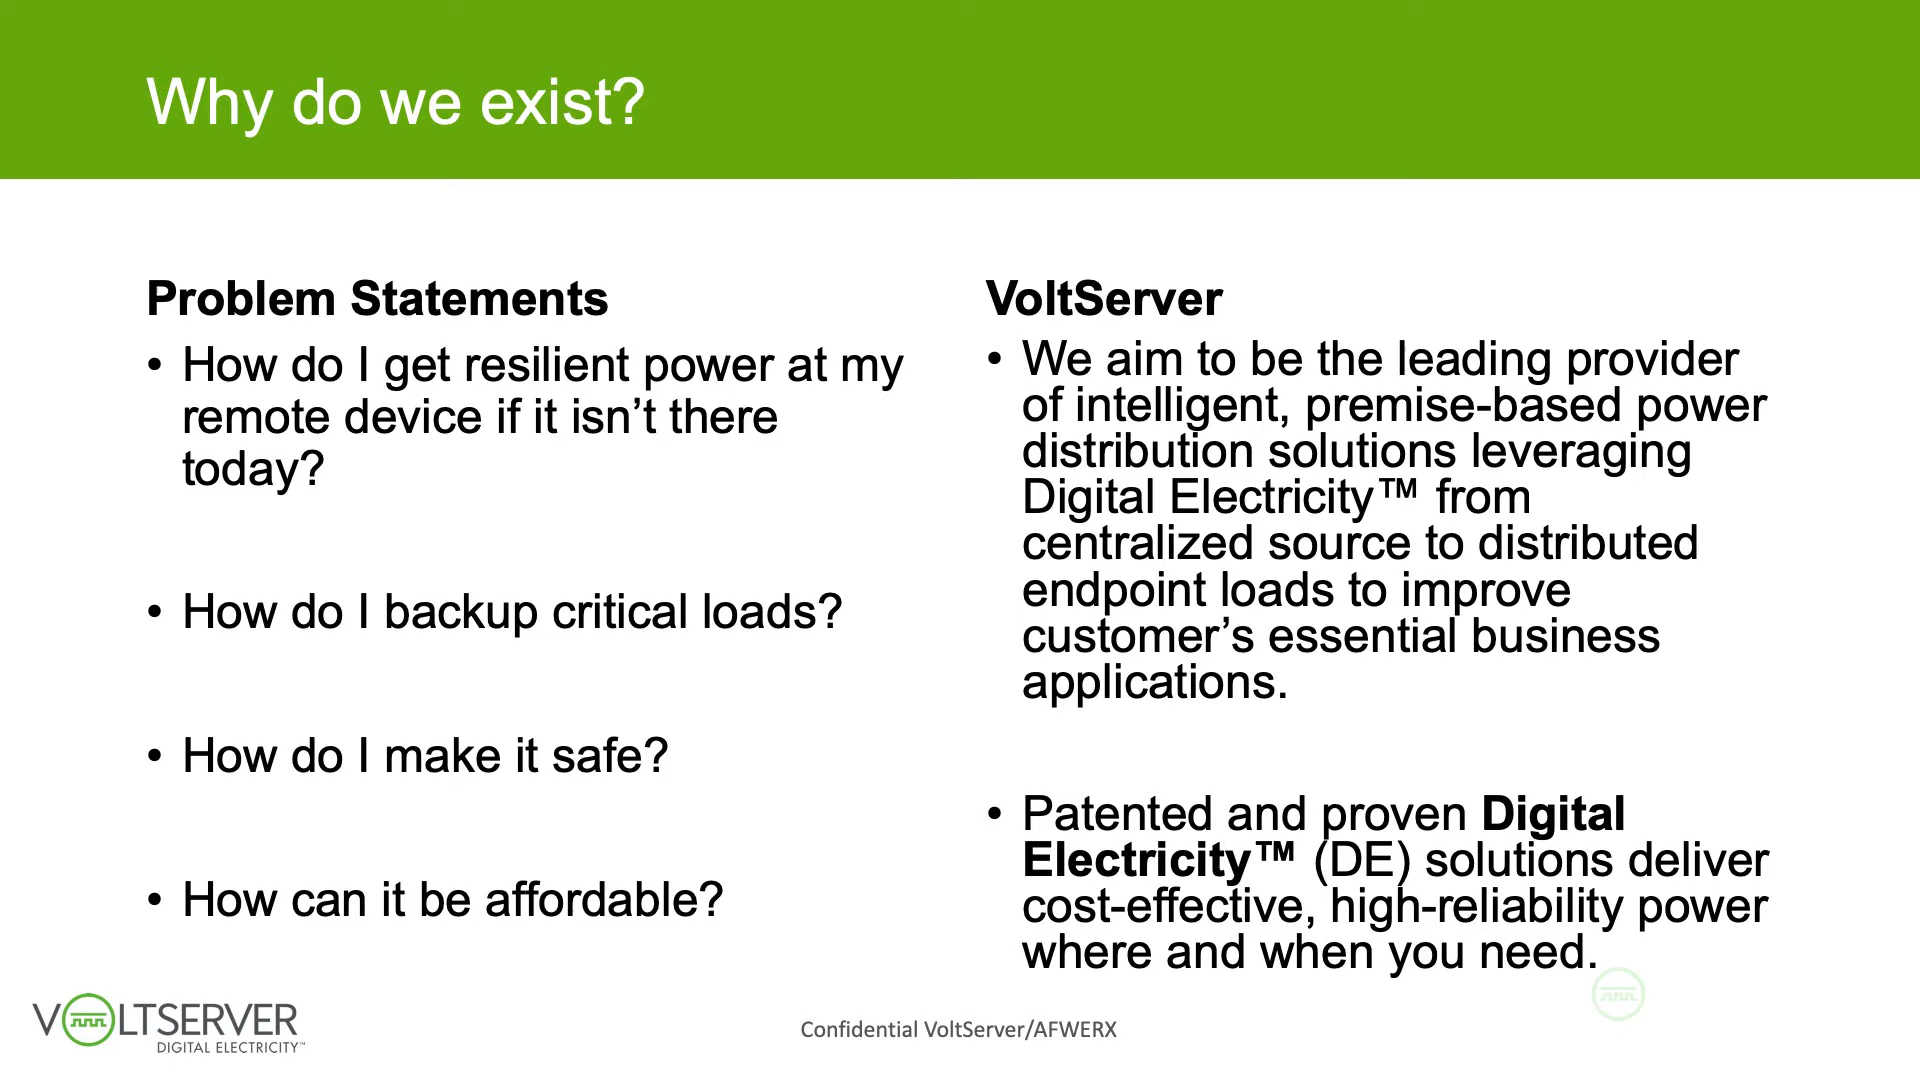 Why do we exist?
Problem Statements
• How do I get resilient power at my
remote device if it isn’t there
today?
• How do I backup critical loads?
• How do I make it safe?
• How can it be affordable?
VoltServer
• We aim to be the leading provider
of intelligent, premise-based power
distribution solutions leveraging
Digital Electricity™ from
centralized source to distributed
endpoint loads to improve
customer’s essential business
applications.
• Patented and proven Digital
Electricity™ (DE) solutions deliver
cost-effective, high-reliability power
where and when you need.
VOLTSERVER
DIGITAL ELECTRICITY™
Confidential VoltServer/AFWERX